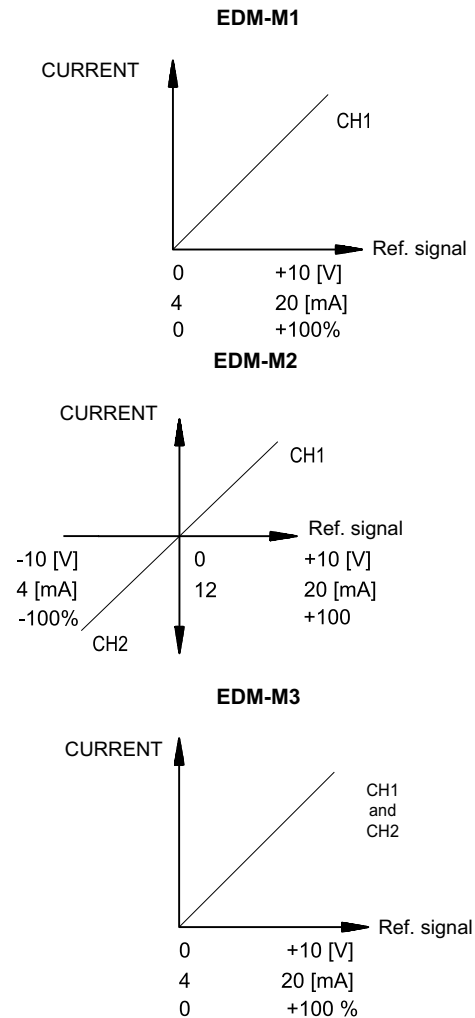 EDM-M1
CURRENT
CH1
Ref. signal
0 +10 [V]
4 20 [mA]
0 +100%
EDM-M2
CURRENT
CH1
Ref. signal
-10 [V] 0 +10 [V]
4 [mA] 12 20 [mA]
-100% +100
CH2
EDM-M3
CURRENT
CH1
and
CH2
Ref. signal
0 +10 [V]
4 20 [mA]
0 +100 %